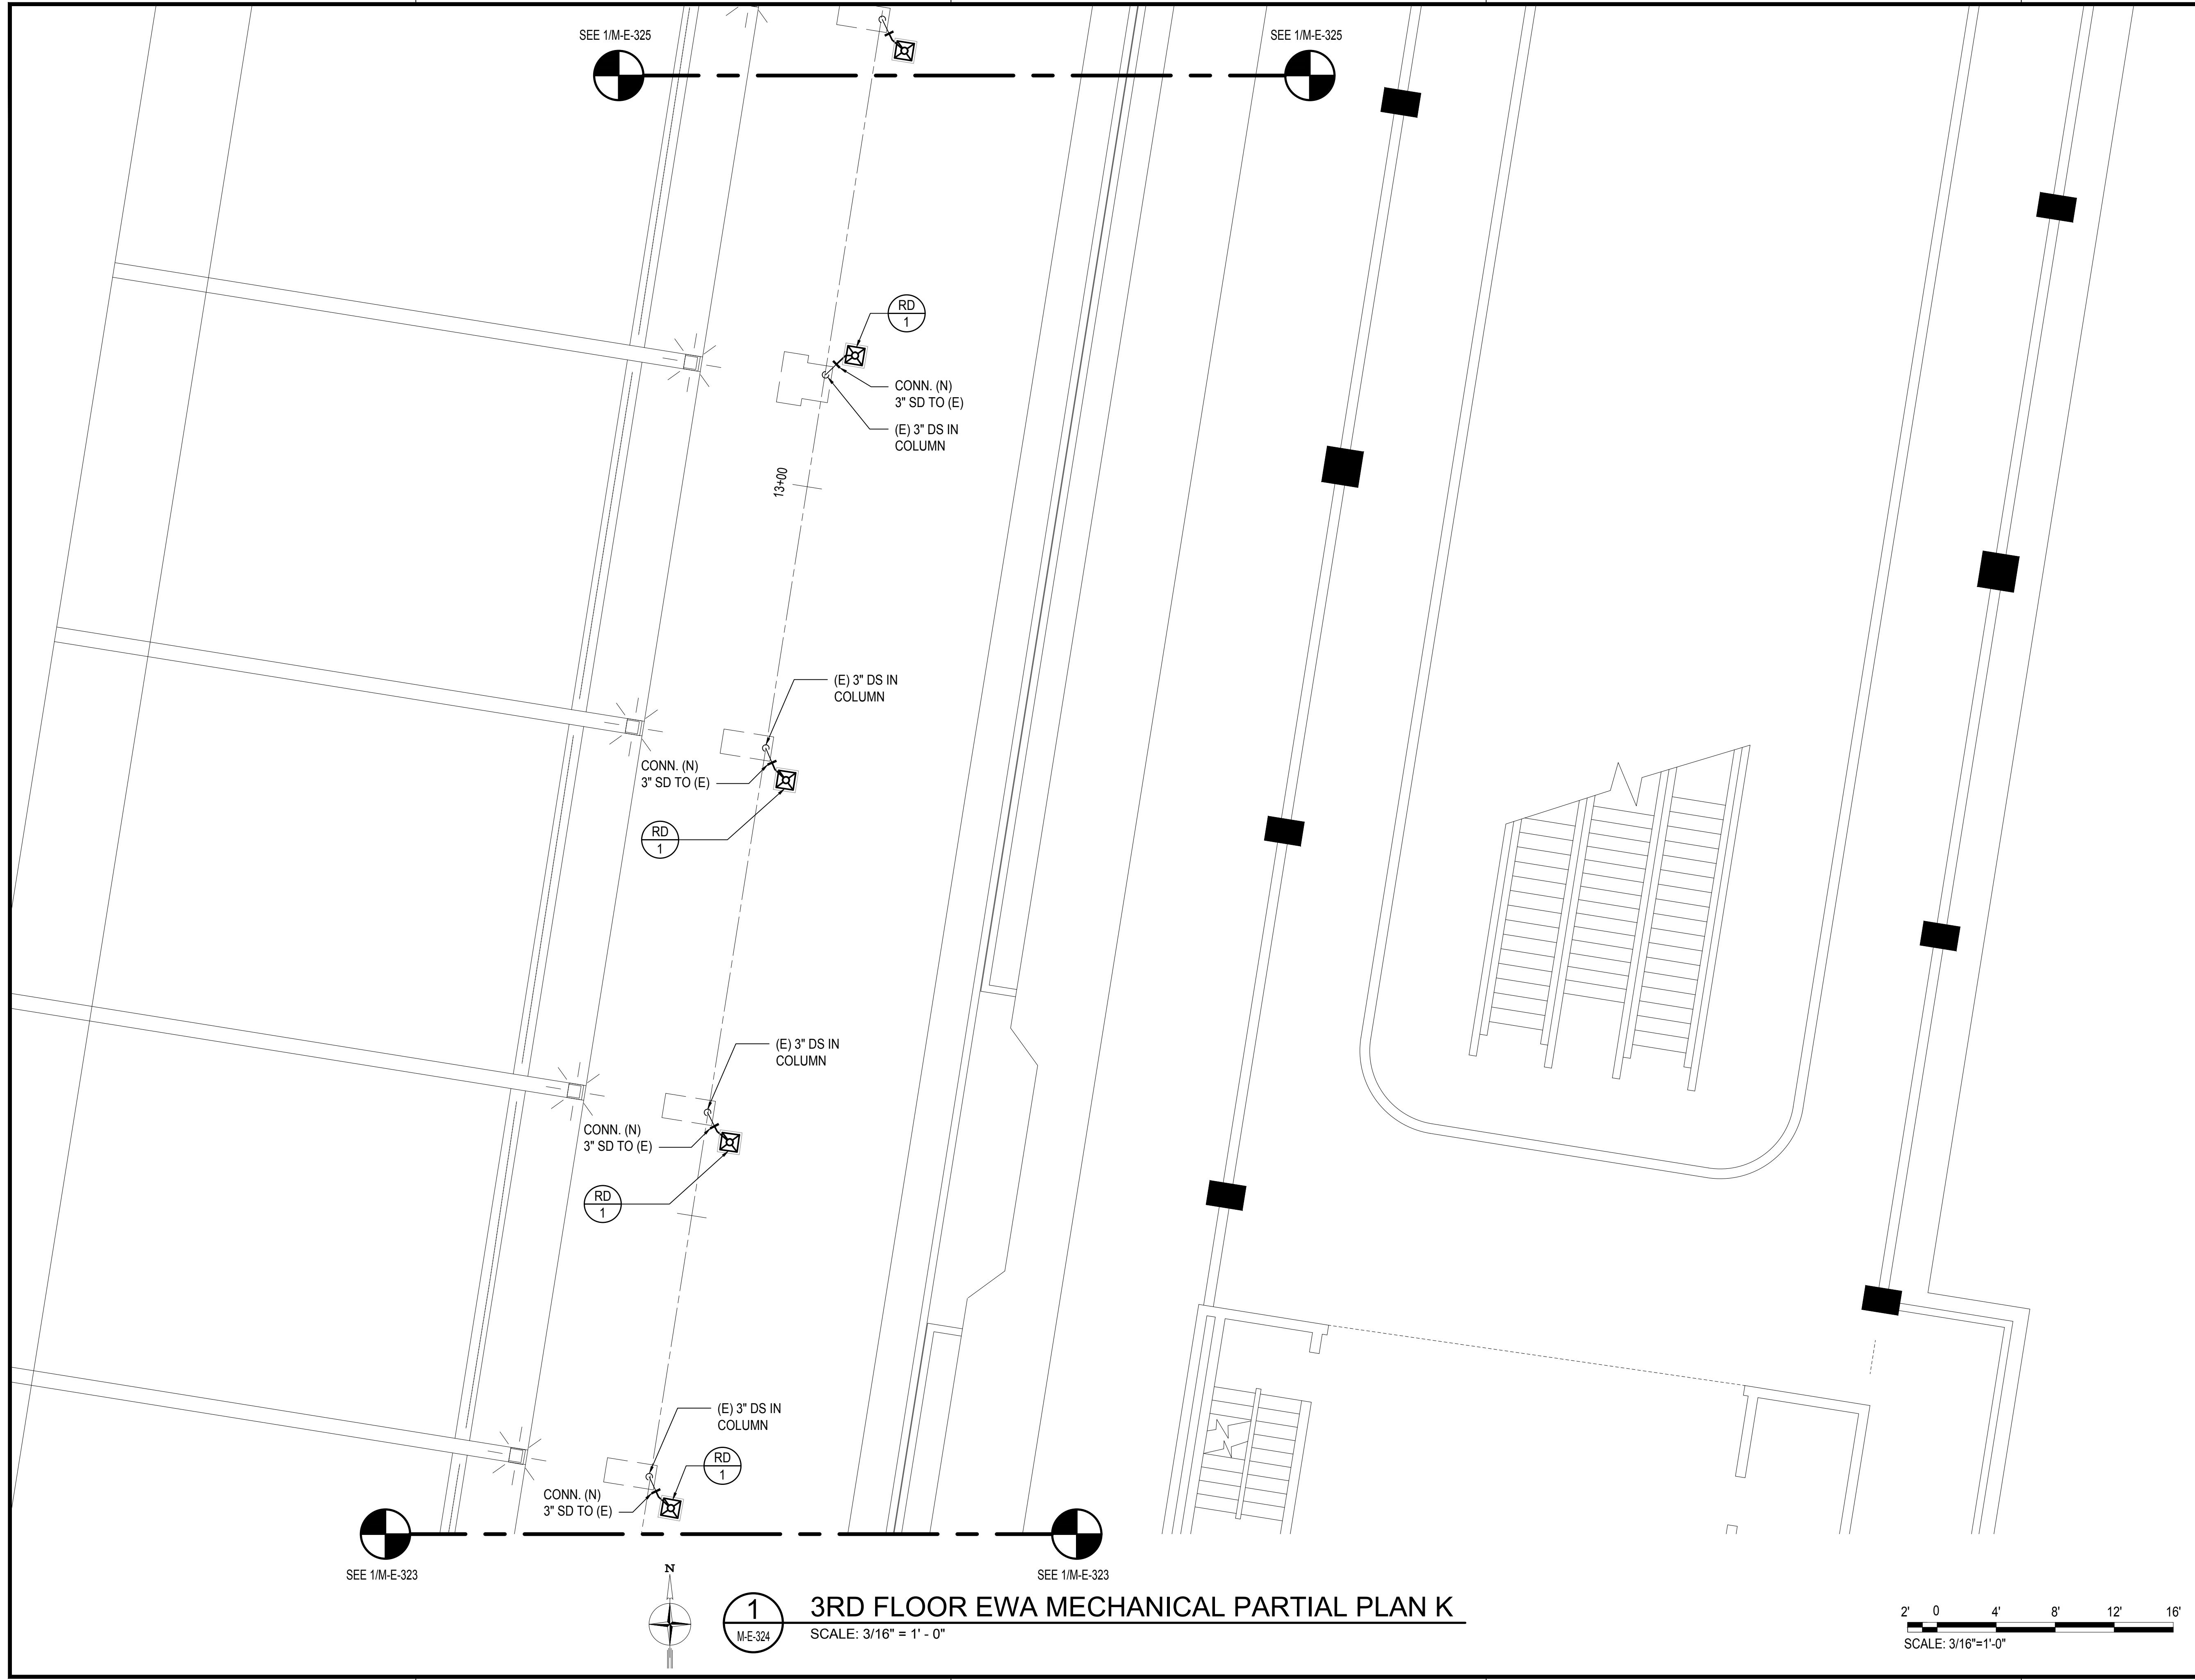 SEE 1/M-E-325
SEE 1/M-E-325
RD
1
CONN. (N)
3" SD TO (E)
(E) 3" DS IN
COLUMN
13+00
(E) 3" DS IN
COLUMN
CONN. (N)
3" SD TO (E)
RD
1
(E) 3" DS IN
COLUMN
CONN. (N)
3" SD TO (E)
RD
1
(E) 3" DS IN
COLUMN
RD
1
CONN. (N)
3" SD TO (E)
SEE 1/M-E-323
SEE 1/M-E-323
N
1
M-E-324
3RD FLOOR EWA MECHANICAL PARTIAL PLAN K
SCALE: 3/16" = 1' - 0"
2' 0 4' 8' 12' 16'
SCALE: 3/16"=1'-0"